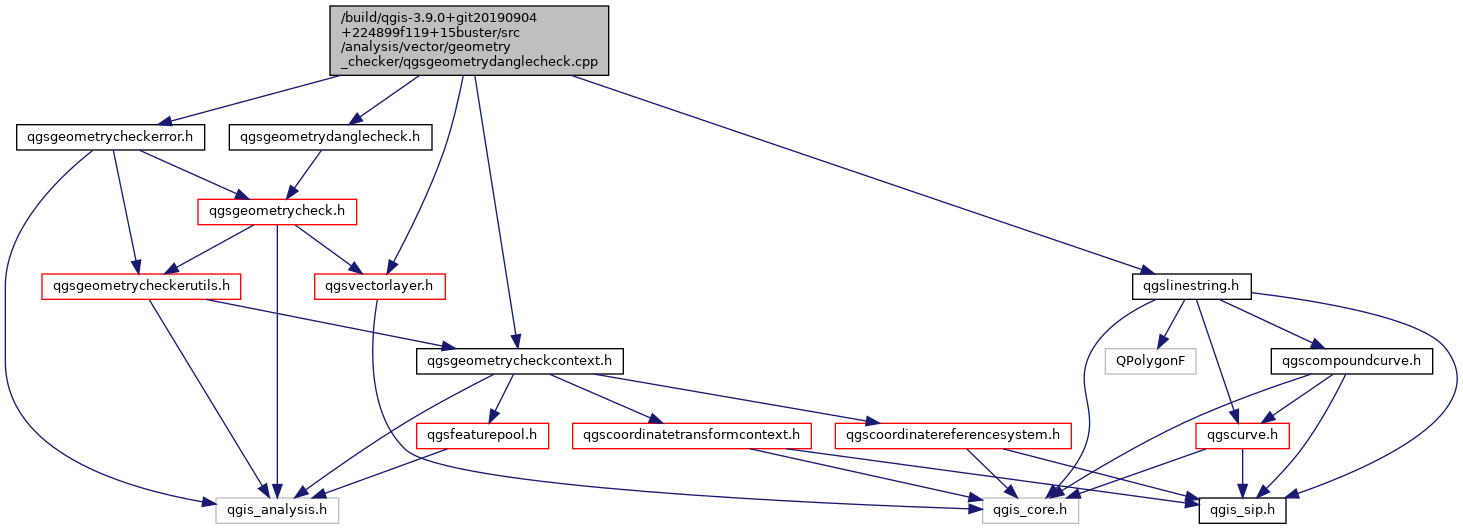 /build/qgis-3.9.0+git20190904
+224899f119+15buster/src
/analysis/vector/geometry
_checker/qgsgeometrydanglecheck.cpp
qgsgeometrycheckerror.h
qgsgeometrydanglecheck.h
qgsgeometrycheck.h
qgsgeometrycheckerutils.h
qgsvectorlayer.h
qgslinestring.h
qgsgeometrycheckcontext.h
QPolygonF
qgscompoundcurve.h
qgsfeaturepool.h
qgscoordinatetransformcontext.h
qgscoordinatereferencesystem.h
qgscurve.h
qgis_analysis.h
qgis_core.h
qgis_sip.h